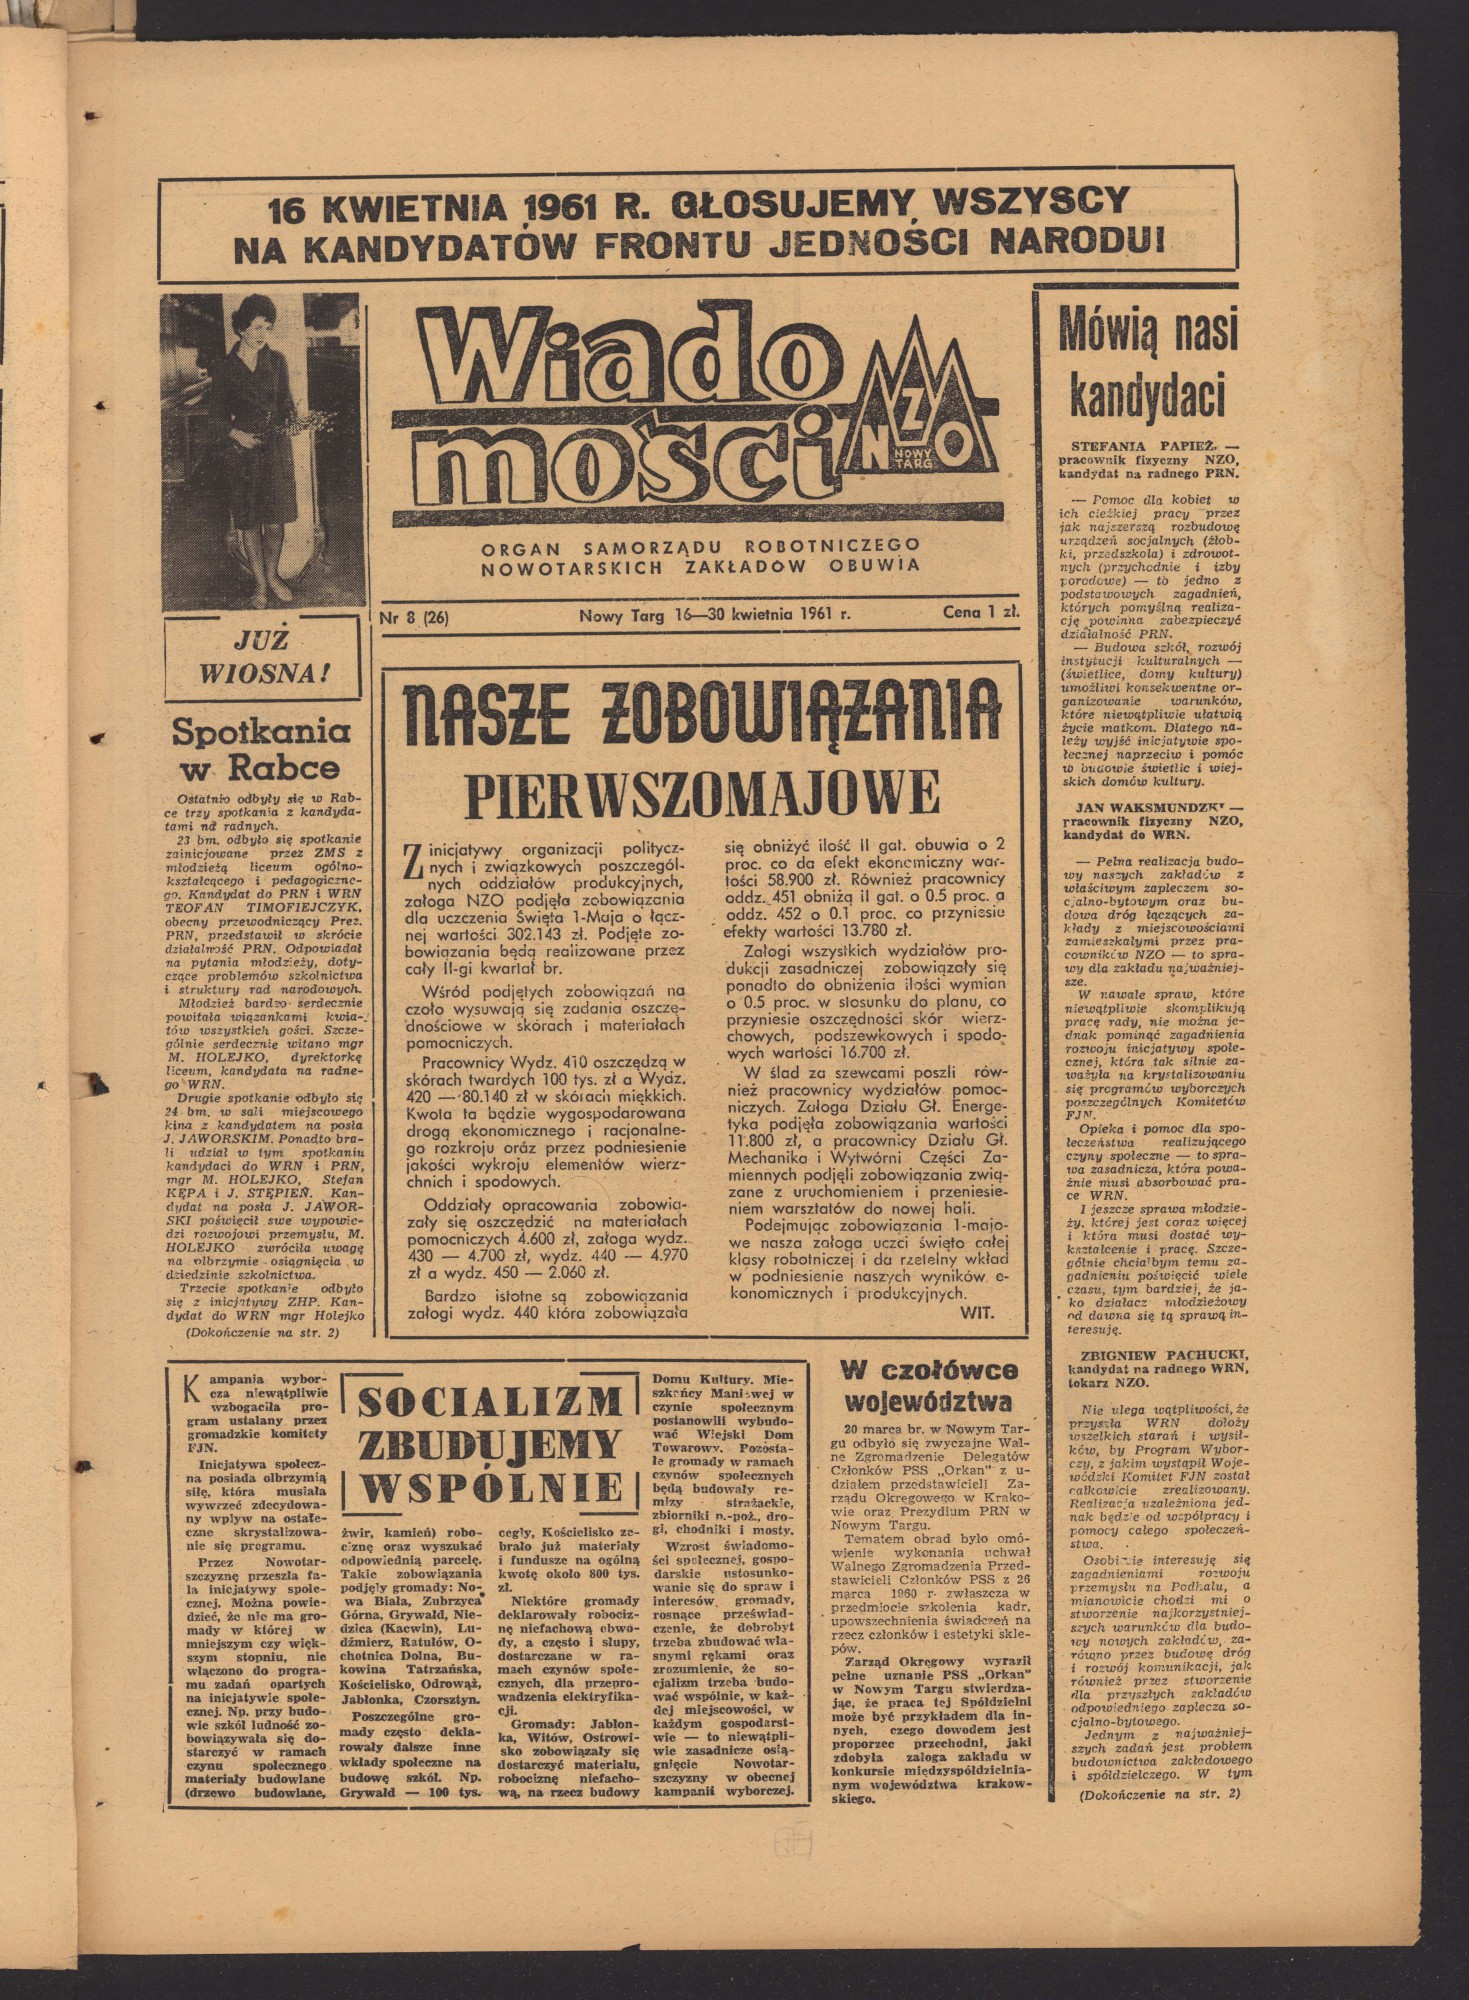 16 KWIETNIA 1961 R. GŁOSUJEMY WSZYSCY
NA KANDYDATÓW FRONTU JEDNOŚCI NARODU!
Wiado
mości
NZO
NOWY
TARG
ORGAN SAMORZĄDU ROBOTNICZEGO
NOWOTARSKICH ZAKŁADÓW OBUWIA
Nr 8 (26) Nowy Targ 16—30 kwietnia 1961 r. Cena 1 zł.
JUŻ
WIOSNA!
Spotkania
w Rabce
Ostatnio odbyły się w Rab-
ce trzy spotkania z kandyda-
tami na radnych.
23 bm. odbyło się spotkanie
zainicjowane przez ZMS z
młodzieżą liceum ogólno-
kształcącego i pedagogiczne-
go. Kandydat do PRN i WRN
TEOFAN TIMOFIEJCZYK,
obecny przewodniczący Prez.
PRN, przedstawił w skrócie
działalność PRN. Odpowiadał
na pytania młodzieży, doty-
czące problemów szkolnictwa
i struktury rad narodowych.
Młodzież bardzo serdecznie
powitała wiązankami kwia-
tów wszystkich gości. Szcze-
gólnie serdecznie witano mgr
M. HOLEJKO, dyrektorkę
liceum, kandydata na radne-
go WRN.
Drugie spotkanie odbyło się
24 bm. w sali miejscowego
kina z kandydatem na posła
J. JAWORSKIM. Ponadto bra-
li udział w tym spotkaniu
kandydaci do WRN i PRN,
mgr M. HOLEJKO, Stefan
KĘPA i J. STĘPIEŃ. Kan-
dydat na posła J. JAWOR-
SKI poświęcił swe wypowie-
dzi rozwojowi przemysłu, M.
HOLEJKO zwróciła uwagę
na olbrzymie osiągnięcia w
dziedzinie szkolnictwa.
Trzecie spotkanie odbyło
się z inicjatywy ZHP. Kan-
dydat do WRN mgr Holejko
(Dokończenie na str. 2)
NASZE ZOBOWIĄZANIA
PIERWSZOMAJOWE
Z inicjatywy organizacji politycz-
nych i związkowych poszczegól-
nych oddziałów produkcyjnych,
załoga NZO podjęła zobowiązania
dla uczczenia Święta 1-Maja o łącz-
nej wartości 302.143 zł. Podjęte zo-
bowiązania będą realizowane przez
cały II-gi kwartał br.
Wśród podjętych zobowiązań na
czoło wysuwają się zadania oszczę-
dnościowe w skórach i materiałach
pomocniczych.
Pracownicy Wydz. 410 oszczędzą w
skórach twardych 100 tys. zł a Wydz.
420 — 80.140 zł w skórach miękkich.
Kwota ta będzie wygospodarowana
drogą ekonomicznego i racjonalne-
go rozkroju oraz przez podniesienie
jakości wykroju elementów wierz-
chnich i spodowych.
Oddziały opracowania zobowią-
zały się oszczędzić na materiałach
pomocniczych 4.600 zł, załoga wydz.
430 — 4.700 zł, wydz. 440 — 4.970
zł a wydz. 450 — 2.060 zł.
Bardzo istotne są zobowiązania
załogi wydz. 440 która zobowiązała
się obniżyć ilość II gat. obuwia o 2
proc. co da efekt ekonomiczny war-
tości 58.900 zł. Również pracownicy
oddz. 451 obniżą II gat. o 0.5 proc. a
oddz. 452 o 0.1 proc. co przyniesie
efekty wartości 13.780 zł.
Załogi wszystkich wydziałów pro-
dukcji zasadniczej zobowiązały się
ponadto do obniżenia ilości wymian
o 0.5 proc. w stosunku do planu, co
przyniesie oszczędności skór wierz-
chowych, podszewkowych i spodo-
wych wartości 16.700 zł.
W ślad za szewcami poszli rów-
nież pracownicy wydziałów pomoc-
niczych. Załoga Działu Gł. Energe-
tyka podjęła zobowiązania wartości
11.800 zł, a pracownicy Działu Gł.
Mechanika i Wytwórni Części Za-
miennych podjęli zobowiązania zwią-
zane z uruchomieniem i przeniesie-
niem warsztatów do nowej hali.
Podejmując zobowiązania 1-majo-
we nasza załoga uczci święto całej
klasy robotniczej i da rzetelny wkład
w podniesienie naszych wyników e-
konomicznych i produkcyjnych.
WIT.
Mówią nasi
kandydaci
STEFANIA PAPIEŻ, —
pracownik fizyczny NZO,
kandydat na radnego PRN.
— Pomoc dla kobiet w
ich ciężkiej pracy przez
jak najszerszą rozbudowę
urządzeń socjalnych (żłob-
ki, przedszkola) i zdrowot-
nych (przychodnie i izby
porodowe) — to jedno z
podstawowych zagadnień,
których pomyślną realiza-
cję powinna zabezpieczyć
działalność PRN.
— Budowa szkół, rozwój
instytucji kulturalnych —
(świetlice, domy kultury)
umożliwi konsekwentne or-
ganizowanie warunków,
które niewątpliwie ułatwią
życie matkom. Dlatego na-
leży wyjść inicjatywie spo-
łecznej naprzeciw i pomóc
w budowie świetlic i wiej-
skich domów kultury.
JAN WAKSMUNDZKI —
pracownik fizyczny NZO,
kandydat do WRN.
— Pełna realizacja budo-
wy naszych zakładów z
właściwym zapleczem so-
cjalno-bytowym oraz bu-
dowa dróg łączących za-
kłady z miejscowościami
zamieszkałymi przez pra-
cowników NZO — to spra-
wy dla zakładu najważniej-
sze.
W nawale spraw, które
niewątpliwie skomplikują
pracę rady, nie można je-
dnak pominąć zagadnienia
rozwoju inicjatywy społe-
cznej, która tak silnie za-
ważyła na krystalizowaniu
się programów wyborczych
poszczególnych Komitetów
FJN.
Opieka i pomoc dla spo-
łeczeństwa realizującego
czyny społeczne — to spra-
wa zasadnicza, która powa-
żnie musi absorbować pra-
ce WRN.
I jeszcze sprawa młodzie-
ży, której jest coraz więcej
i która musi dostać wy-
kształcenie i pracę. Szcze-
gólnie chciałbym temu za-
gadnieniu poświęcić wiele
czasu, tym bardziej, że ja-
ko działacz młodzieżowy
od dawna się tą sprawą in-
teresuję.
ZBIGNIEW PACHUCKI,
kandydat na radnego WRN,
tokarz NZO.
Nie ulega wątpliwości, że
przyszła WRN dołoży
wszelkich starań i wysił-
ków, by Program Wybor-
czy, z jakim wystąpił Woje-
wódzki Komitet FJN został
całkowicie zrealizowany.
Realizacja uzależniona jed-
nak będzie od współpracy i
pomocy całego społeczeń-
stwa.
Osobiście interesuję się
zagadnieniami rozwoju
przemysłu na Podhalu, a
mianowicie chodzi mi o
stworzenie najkorzystniej-
szych warunków dla budo-
wy nowych zakładów, za-
równo przez budowę dróg
i rozwój komunikacji, jak
również przez stworzenie
dla przyszłych zakładów
odpowiedniego zaplecza so-
cjalno-bytowego.
Jednym z najważniej-
szych zadań jest problem
budownictwa zakładowego
i spółdzielczego. W tym
(Dokończenie na str. 2)
SOCIALIZM
ZBUDUJEMY
WSPÓLNIE
Kampania wybor-
cza niewątpliwie
wzbogaciła pro-
gram ustalany przez
gromadzkie komitety
FJN.
Inicjatywa społecz-
na posiada olbrzymią
siłę, która musiała
wywrzeć zdecydowa-
ny wpływ na ostate-
czne skrystalizowa-
nie się programu.
Przez Nowotar-
szczyznę przeszła fa-
la inicjatywy społe-
cznej. Można powie-
dzieć, że nie ma gro-
mady w której w
mniejszym czy więk-
szym stopniu, nie
włączono do progra-
mu zadań opartych
na inicjatywie społe-
cznej. Np. przy budo-
wie szkół ludność zo-
bowiązywała się do-
starczyć w ramach
czynu społecznego
materiały budowlane
(drzewo budowlane,
żwir, kamień) robo-
ciznę oraz wyszukać
odpowiednią parcelę.
Takie zobowiązania
podjęły gromady: No-
wa Biała, Zubrzyca
Górna, Grywałd, Nie-
dzica (Kacwin), Lu-
dźmierz, Ratułów, O-
chotnica Dolna, Bu-
kowina Tatrzańska,
Kościelisko, Odrowąż,
Jabłonka, Czorsztyn.
Poszczególne gro-
mady często dekla-
rowały dalsze inne
wkłady społeczne na
budowę szkół. Np.
Grywałd — 100 tys.
cegły, Kościelisko ze-
brało już materiały
i fundusze na ogólną
kwotę około 800 tys.
zł.
Niektóre gromady
deklarowały robociz-
nę niefachową obwo-
dy, a często i słupy,
dostarczane w ra-
mach czynów społe-
cznych, dla przepro-
wadzenia elektryfika-
cji.
Gromady: Jabłon-
ka, Witów, Ostrowi-
sko zobowiązały się
dostarczyć materiału,
robociznę niefacho-
wą, na rzecz budowy
Domu Kultury. Mie-
szkańcy Maniowej w
czynie społecznym
postanowili wybudo-
wać Wiejski Dom
Towarowy. Pozosta-
łe gromady w ramach
czynów społecznych
będą budowały re-
mizy strażackie,
zbiorniki p.-poż., dro-
gi, chodniki i mosty.
Wzrost świadomo-
ści społecznej, gospo-
darskie ustosunko-
wanie się do spraw i
interesów gromady,
rosnące przeświad-
czenie, że dobrobyt
trzeba zbudować wła-
snymi rękami oraz
zrozumienie, że so-
cjalizm trzeba budo-
wać wspólnie, w każ-
dej miejscowości, w
każdym gospodarst-
wie — to niewątpli-
wie zasadnicze osią-
gnięcie Nowotar-
szczyzny w obecnej
kampanii wyborczej.
W czołówce
województwa
20 marca br. w Nowym Tar-
gu odbyło się zwyczajne Wal-
ne Zgromadzenie Delegatów
Członków PSS „Orkan" z u-
działem przedstawicieli Za-
rządu Okręgowego w Krako-
wie oraz Prezydium PRN w
Nowym Targu.
Tematem obrad było omó-
wienie wykonania uchwał
Walnego Zgromadzenia Przed-
stawicieli Członków PSS z 26
marca 1960 r. zwłaszcza w
przedmiocie szkolenia kadr,
upowszechnienia świadczeń na
rzecz członków i estetyki skle-
pów.
Zarząd Okręgowy wyraził
pełne uznanie PSS „Orkan"
w Nowym Targu stwierdza-
jąc, że praca tej Spółdzielni
może być przykładem dla in-
nych, czego dowodem jest
proporzec przechodni, jaki
zdobyła załoga zakładu w
konkursie międzyspółdzielnia-
nym województwa krakow-
skiego.